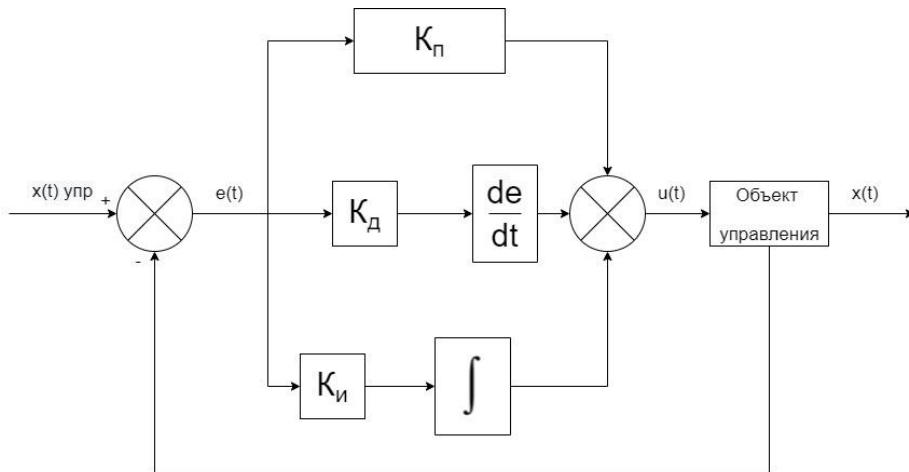 Кп
x(t) упр
+
e(t)
Кд
de
dt
u(t)
Объект
управления
x(t)
-
Ки
∫